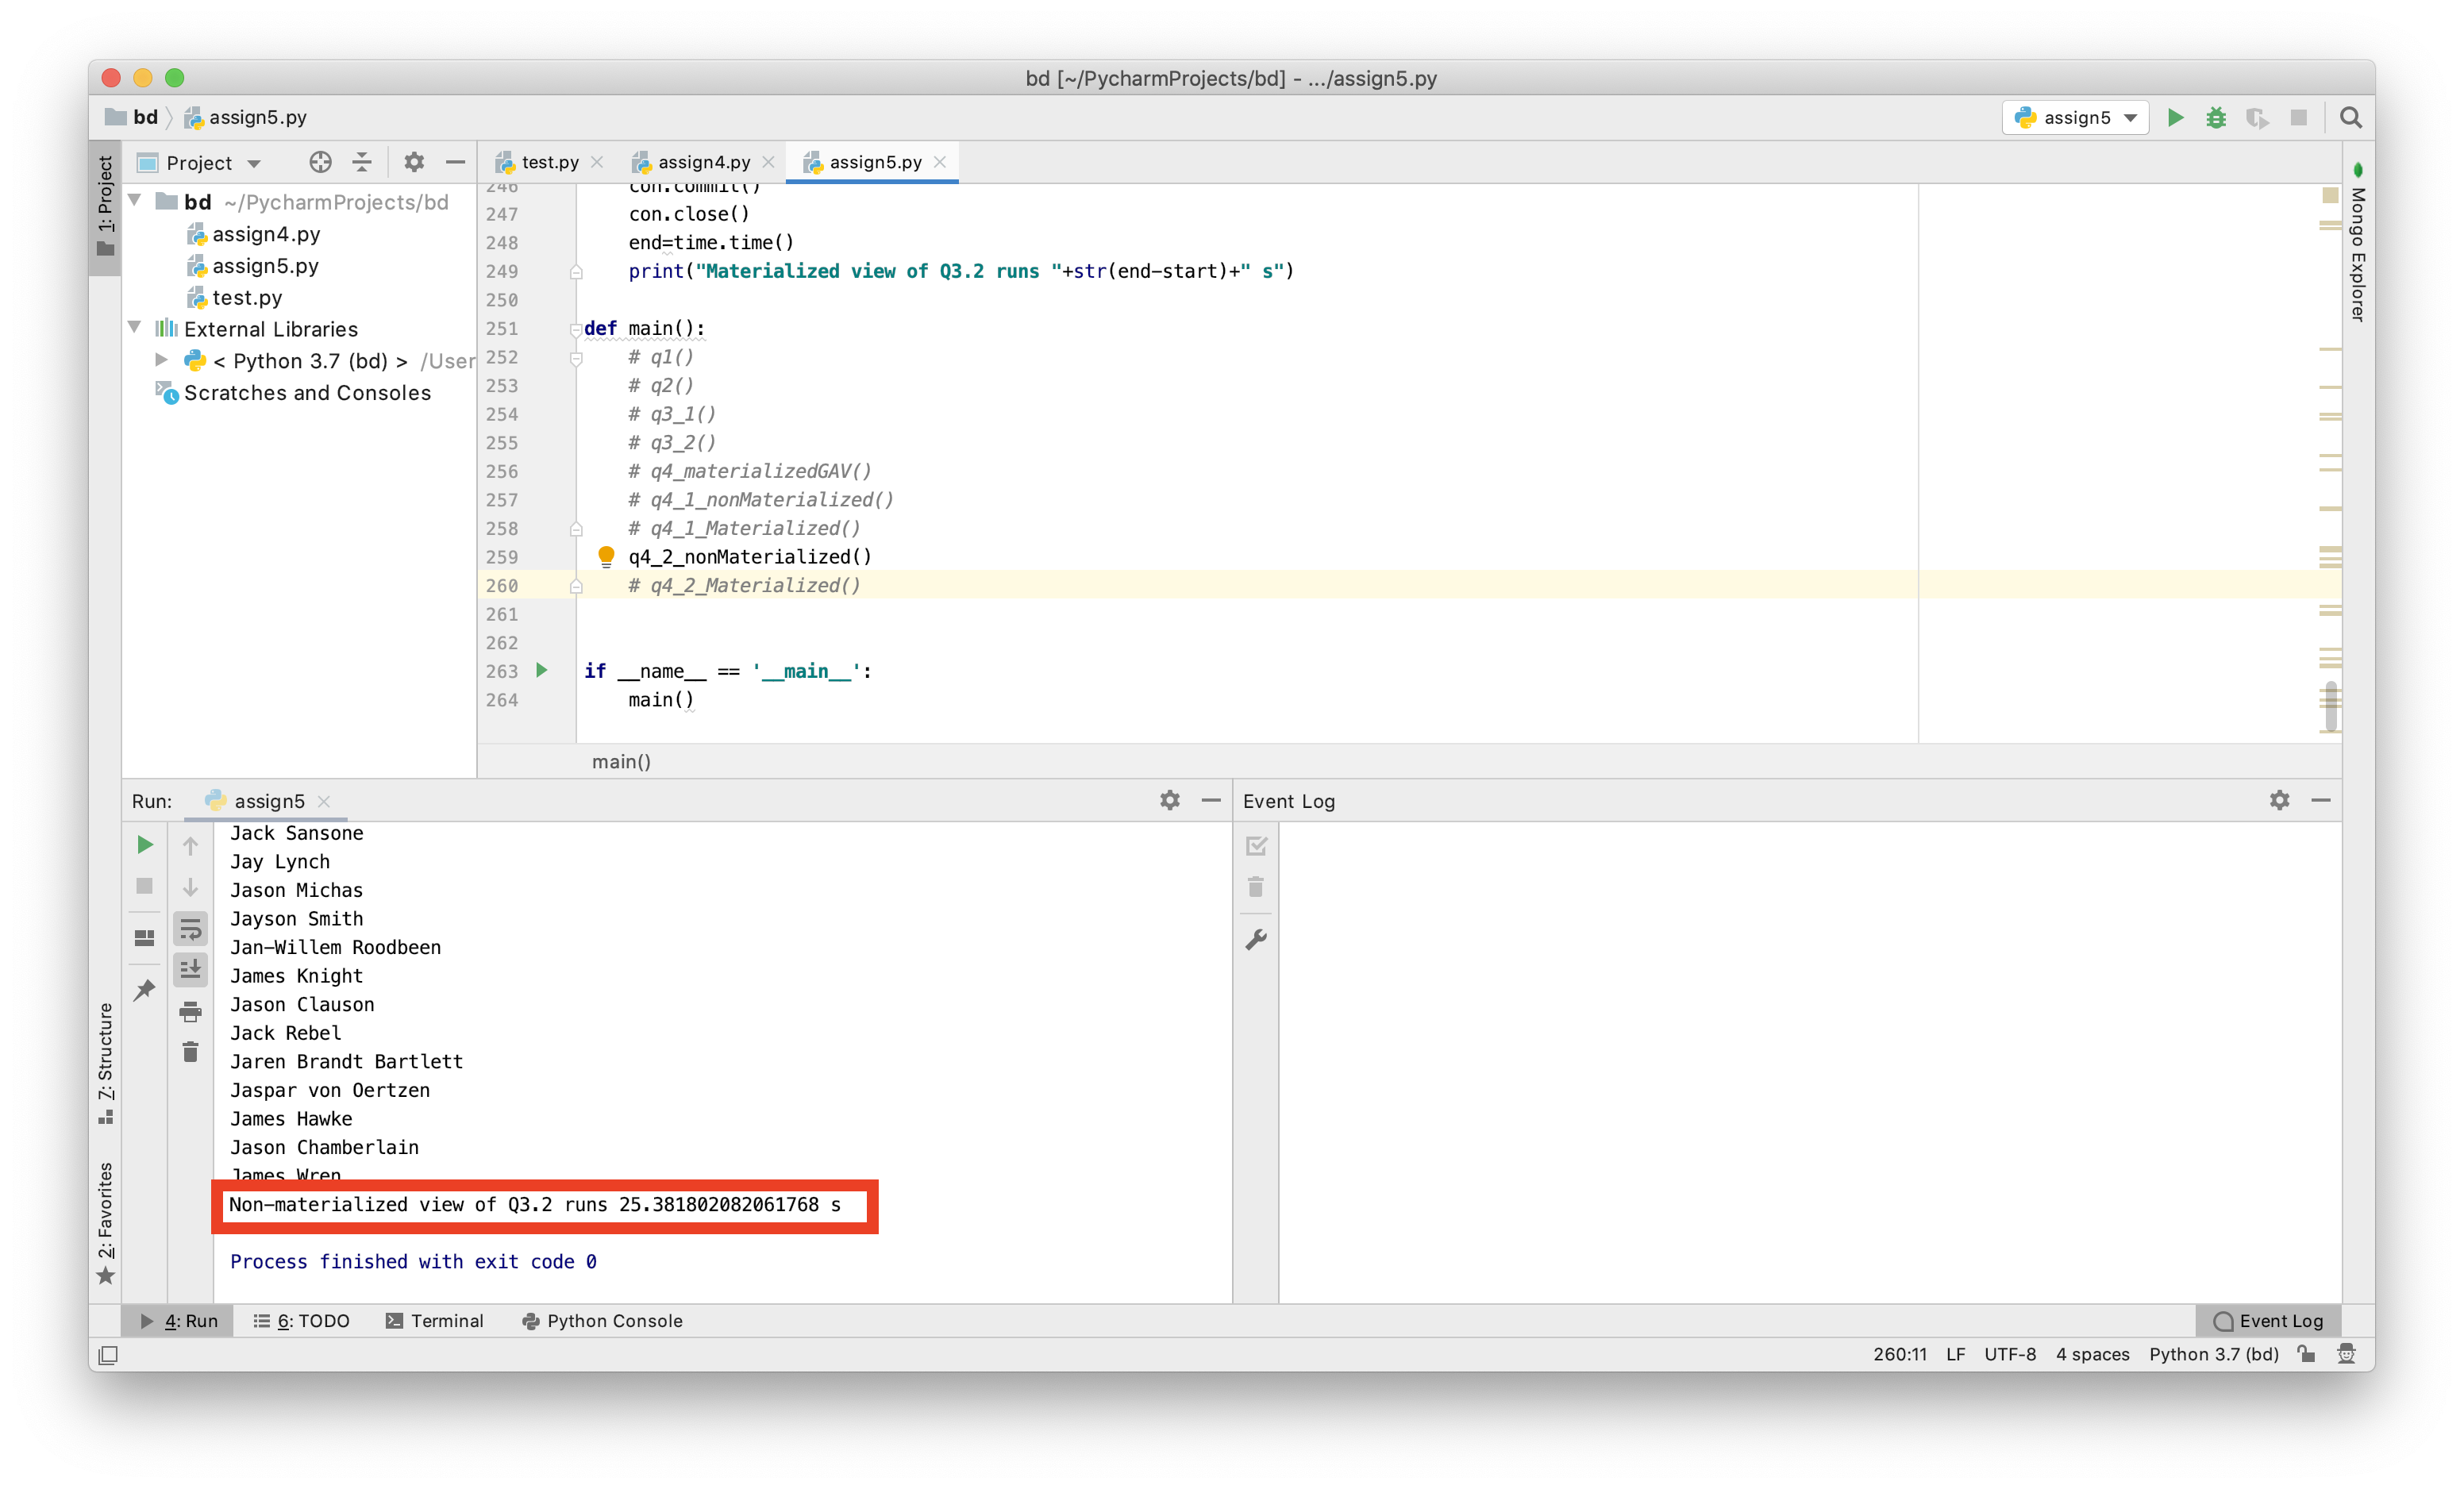 bd [~/PycharmProjects/bd] - .../assign5.py
bd assign5.py
assign5
1: Project
Project
test.py
assign4.py
assign5.py
Mongo Explorer
bd ~/PycharmProjects/bd
assign4.py
assign5.py
test.py
External Libraries
< Python 3.7 (bd) > /User
Scratches and Consoles
246 con.commit()
247 con.close()
248 end=time.time()
249 print("Materialized view of Q3.2 runs "+str(end-start)+" s")
250
251 def main():
252 # q1()
253 # q2()
254 # q3_1()
255 # q3_2()
256 # q4_materializedGAV()
257 # q4_1_nonMaterialized()
258 # q4_1_Materialized()
259 q4_2_nonMaterialized()
260 # q4_2_Materialized()
261
262
263 if __name__ == '__main__':
264 main()
main()
Run: assign5
Event Log
7: Structure
2: Favorites
Jack Sansone
Jay Lynch
Jason Michas
Jayson Smith
Jan-Willem Roodbeen
James Knight
Jason Clauson
Jack Rebel
Jaren Brandt Bartlett
Jaspar von Oertzen
James Hawke
Jason Chamberlain
James Wren
Non-materialized view of Q3.2 runs 25.381802082061768 s
Process finished with exit code 0
4: Run
6: TODO
Terminal
Python Console
Event Log
260:11 LF UTF-8 4 spaces Python 3.7 (bd)